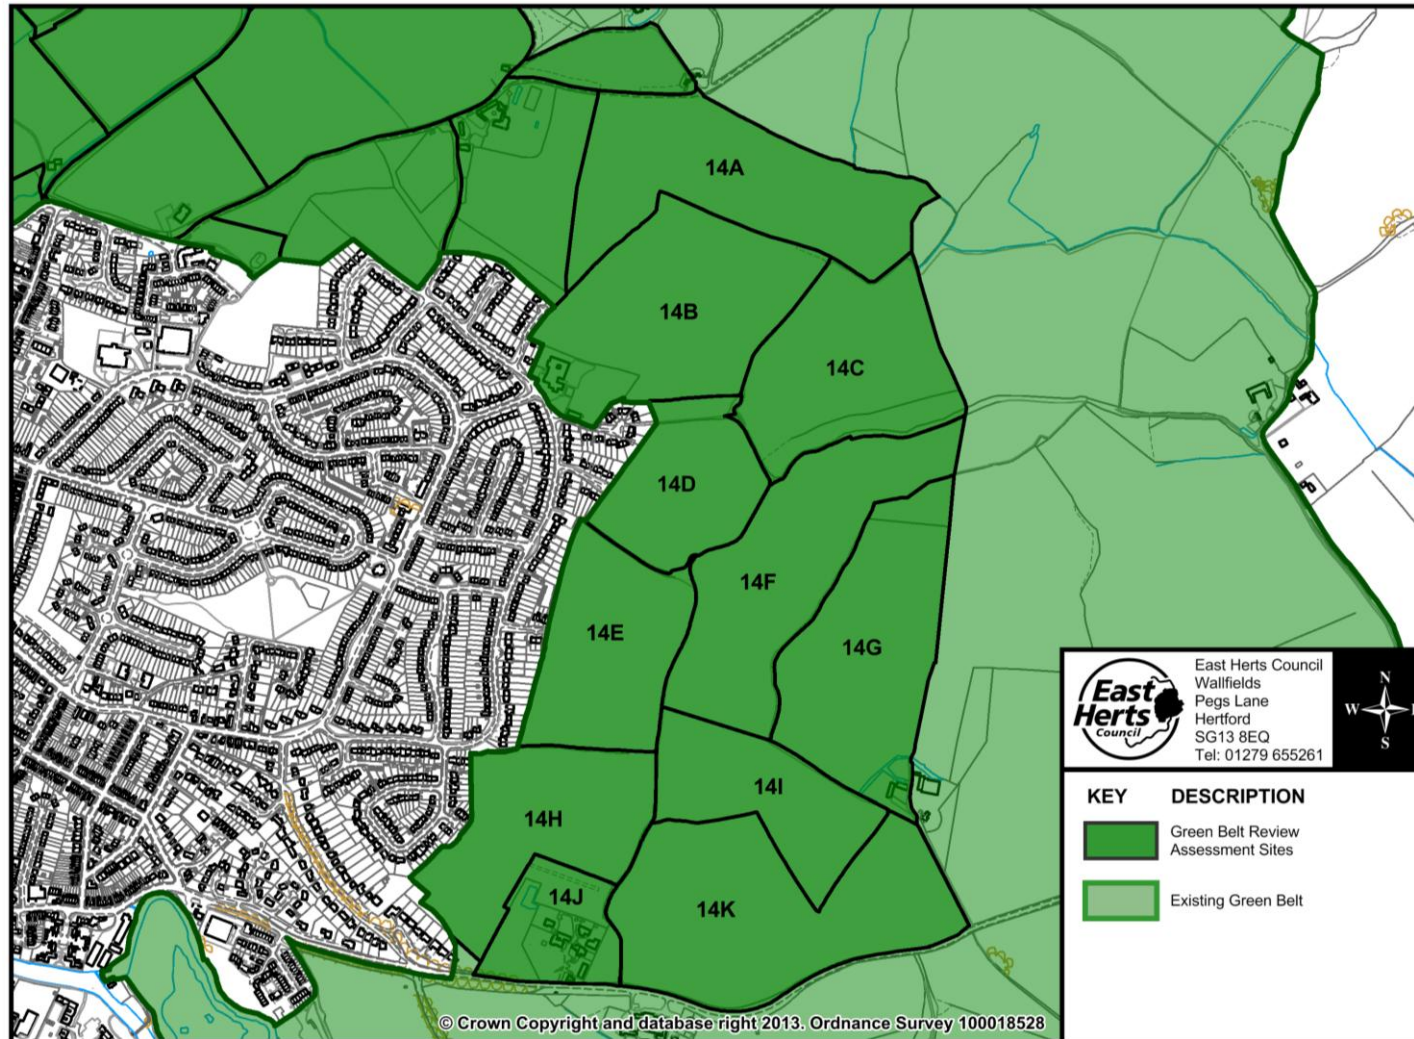 14A
14B
14C
14D
14F
14E
14G
14I
14H
14J
14K
East
Herts
Council
East Herts Council
Wallfields
Pegs Lane
Hertford
SG13 8EQ
Tel: 01279 655261
N
W
S
KEY DESCRIPTION
Green Belt Review
Assessment Sites
Existing Green Belt
© Crown Copyright and database right 2013. Ordnance Survey 100018528